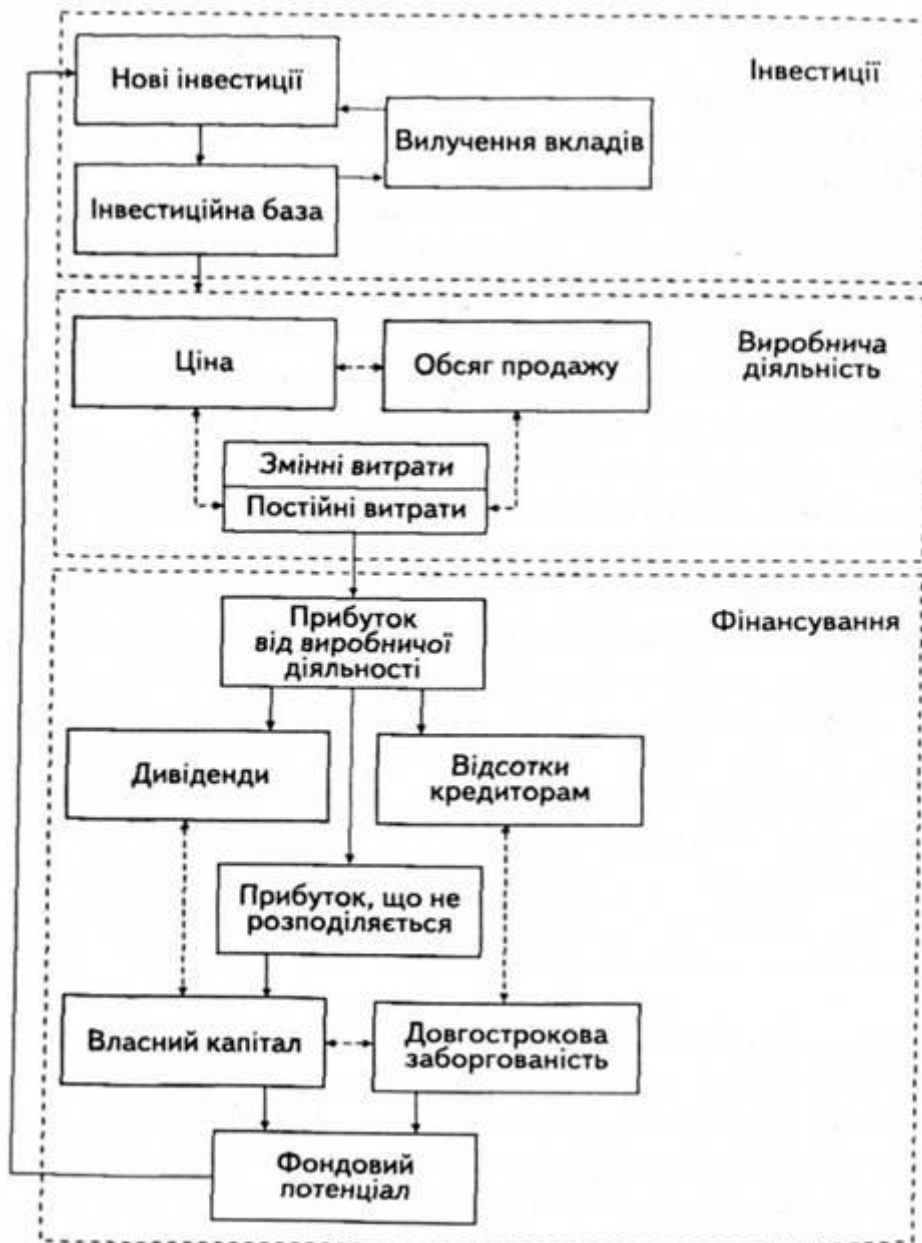 Нові інвестиції
Інвестиції
Вилучення вкладів
Інвестиційна база
Ціна
Обсяг продажу
Виробнича
діяльність
Змінні витрати
Постійні витрати
Прибуток
від виробничої
діяльності
Фінансування
Дивіденди
Відсотки
кредиторам
Прибуток, що не
розподіляється
Власний капітал
Довгострокова
заборгованість
Фондовий
потенціал